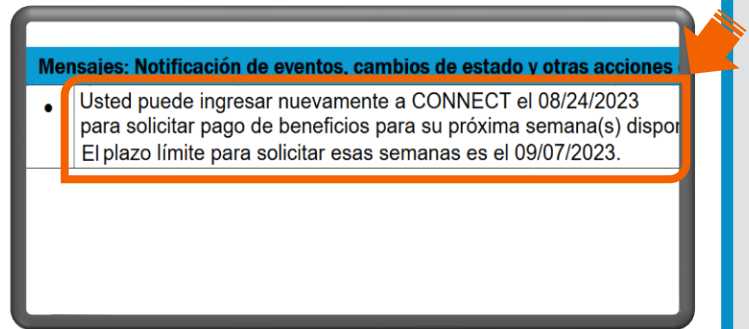 Mensajes: Notificación de eventos, cambios de estado y otras acciones
Usted puede ingresar nuevamente a CONNECT el 08/24/2023
para solicitar pago de beneficios para su próxima semana(s)
El plazo límite para solicitar esas semanas es el 09/07/2023.